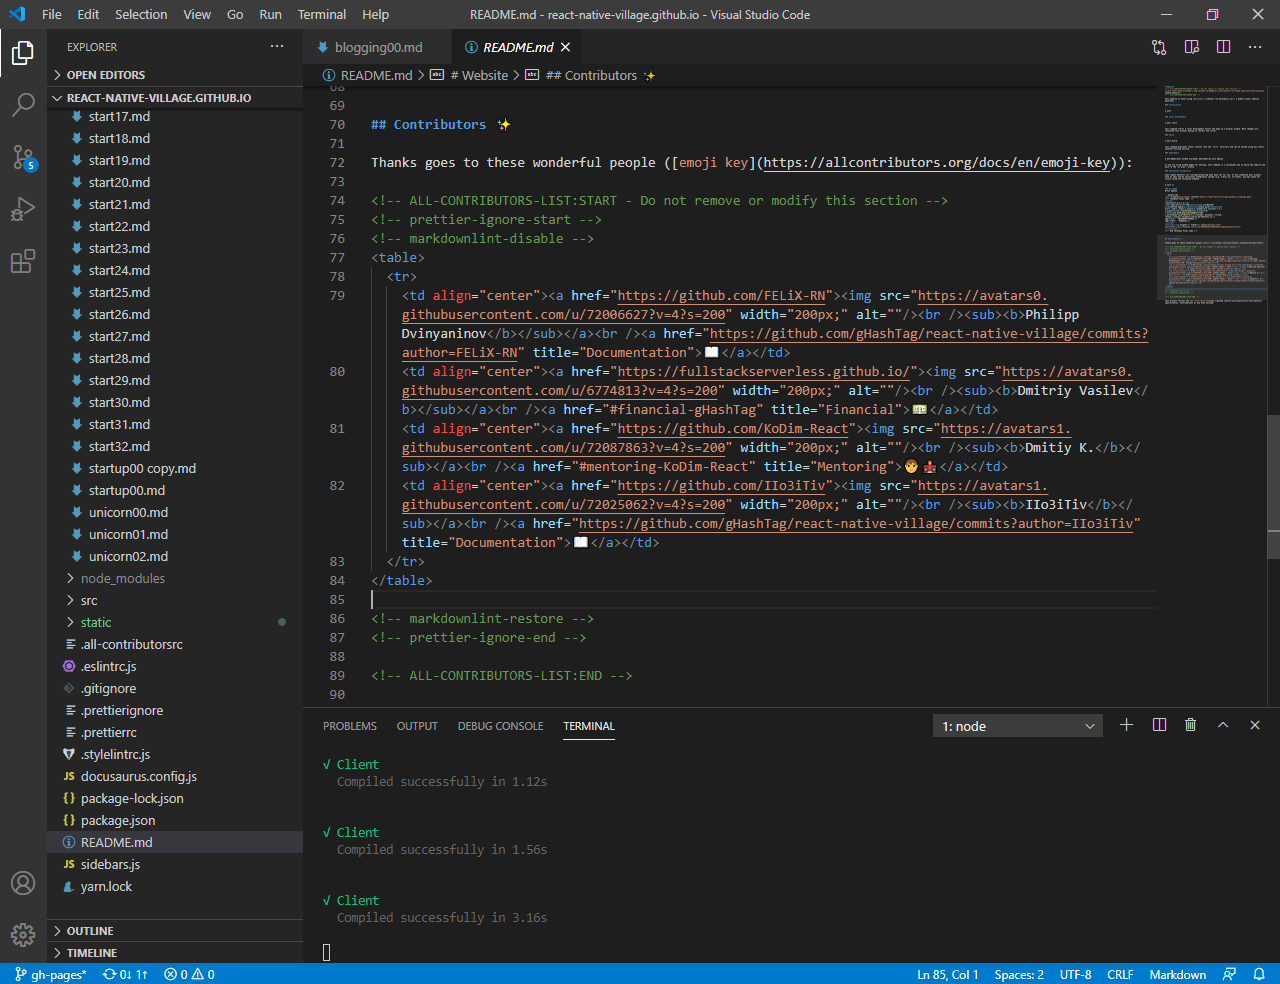 File Edit Selection View Go Run Terminal Help
README.md - react-native-village.github.io - Visual Studio Code
EXPLORER
OPEN EDITORS
REACT-NATIVE-VILLAGE.GITHUB.IO
start17.md
start18.md
start19.md
start20.md
start21.md
start22.md
start23.md
start24.md
start25.md
start26.md
start27.md
start28.md
start29.md
start30.md
start31.md
start32.md
startup00 copy.md
startup00.md
unicorn00.md
unicorn01.md
unicorn02.md
node_modules
src
static
.all-contributorsrc
.eslintrc.js
.gitignore
.prettierignore
.prettierrc
.stylelintrc.js
docusaurus.config.js
package-lock.json
package.json
README.md
sidebars.js
yarn.lock
OUTLINE
TIMELINE
5
blogging00.md
README.md
README.md > # Website > ## Contributors ✨
68
69
70 ## Contributors ✨
71
72 Thanks goes to these wonderful people ([emoji key](https://allcontributors.org/docs/en/emoji-key)):
73
74 <!-- ALL-CONTRIBUTORS-LIST:START - Do not remove or modify this section -->
75 <!-- prettier-ignore-start -->
76 <!-- markdownlint-disable -->
77 <table>
78 <tr>
79 <td align="center"><a href="https://github.com/FELiX-RN"><img src="https://avatars0.
githubusercontent.com/u/72006627?v=4?s=200" width="200px;" alt=""/><br /><sub><b>Philipp
Dvinyaninov</b></sub></a><br /><a href="https://github.com/gHashTag/react-native-village/commits?
author=FELiX-RN" title="Documentation">📖</a></td>
80 <td align="center"><a href="https://fullstackserverless.github.io/"><img src="https://avatars0.
githubusercontent.com/u/6774813?v=4?s=200" width="200px;" alt=""/><br /><sub><b>Dmitriy Vasilev</
b></sub></a><br /><a href="#financial-gHashTag" title="Financial">💵</a></td>
81 <td align="center"><a href="https://github.com/KoDim-React"><img src="https://avatars1.
githubusercontent.com/u/72087863?v=4?s=200" width="200px;" alt=""/><br /><sub><b>Dmitiy K.</b></
sub></a><br /><a href="#mentoring-KoDim-React" title="Mentoring">🧑‍🏫</a></td>
82 <td align="center"><a href="https://github.com/IIo3iTiv"><img src="https://avatars1.
githubusercontent.com/u/72025062?v=4?s=200" width="200px;" alt=""/><br /><sub><b>IIo3iTiv</b></
sub></a><br /><a href="https://github.com/gHashTag/react-native-village/commits?author=IIo3iTiv"
title="Documentation">📖</a></td>
83 </tr>
84 </table>
85
86 <!-- markdownlint-restore -->
87 <!-- prettier-ignore-end -->
88
89 <!-- ALL-CONTRIBUTORS-LIST:END -->
90
PROBLEMS OUTPUT DEBUG CONSOLE TERMINAL
1: node
√ Client
Compiled successfully in 1.12s
√ Client
Compiled successfully in 1.56s
√ Client
Compiled successfully in 3.16s
gh-pages* 0↓ 1↑ 0 0
Ln 85, Col 1 Spaces: 2 UTF-8 CRLF Markdown